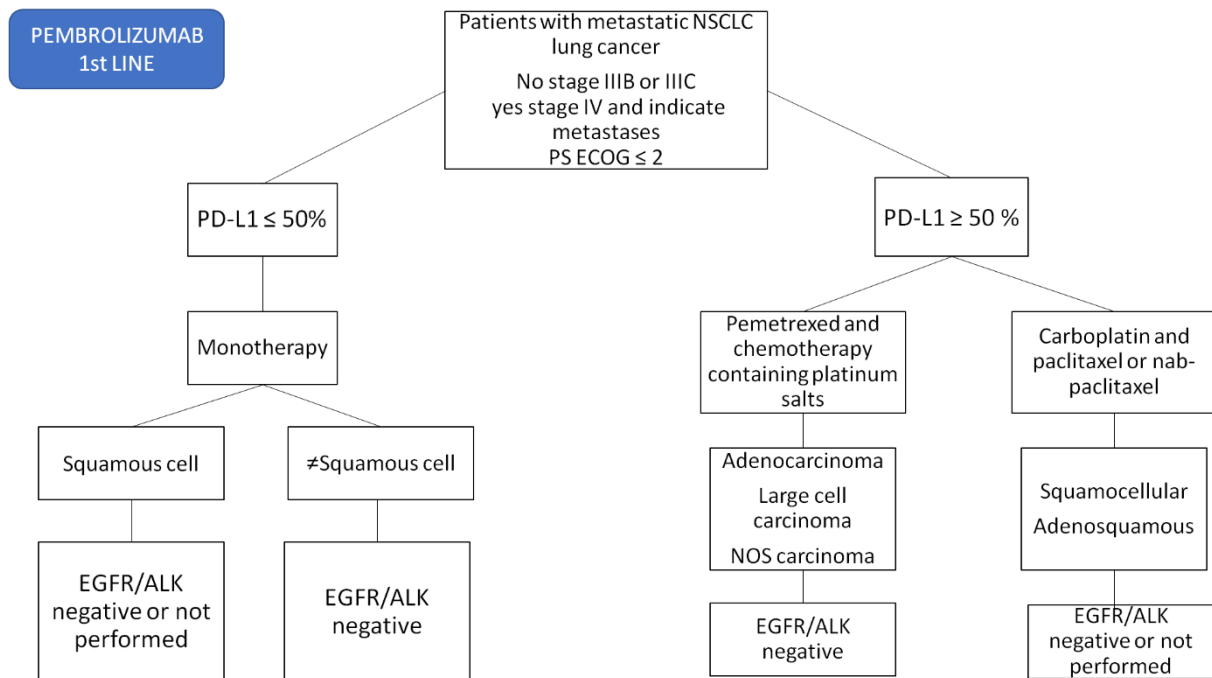 PEMBROLIZUMAB
1st LINE
Patients with metastatic NSCLC
lung cancer
No stage IIIB or IIIC
yes stage IV and indicate
metastases
PS ECOG ≤ 2
PD-L1 ≤ 50%
PD-L1 ≥ 50 %
Monotherapy
Pemetrexed and
chemotherapy
containing platinum
salts
Carboplatin and
paclitaxel or nab-
paclitaxel
Squamous cell
≠Squamous cell
Adenocarcinoma
Large cell
carcinoma
NOS carcinoma
Squamocellular
Adenosquamous
EGFR/ALK
negative or not
performed
EGFR/ALK
negative
EGFR/ALK
negative
EGFR/ALK
negative or not
performed